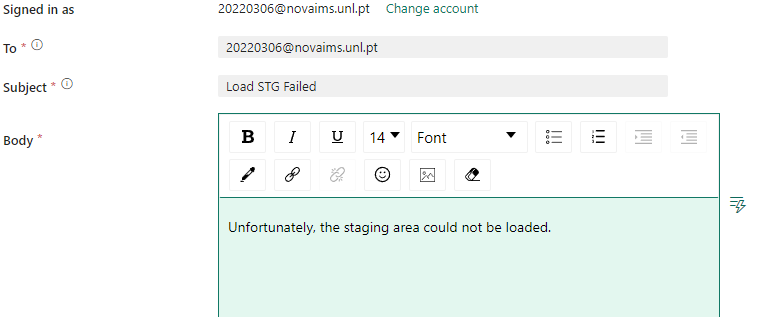 Signed in as 20220306@novaims.unl.pt Change account
To * 20220306@novaims.unl.pt
Subject * Load STG Failed
Body *
B I U 14 Font
Unfortunately, the staging area could not be loaded.